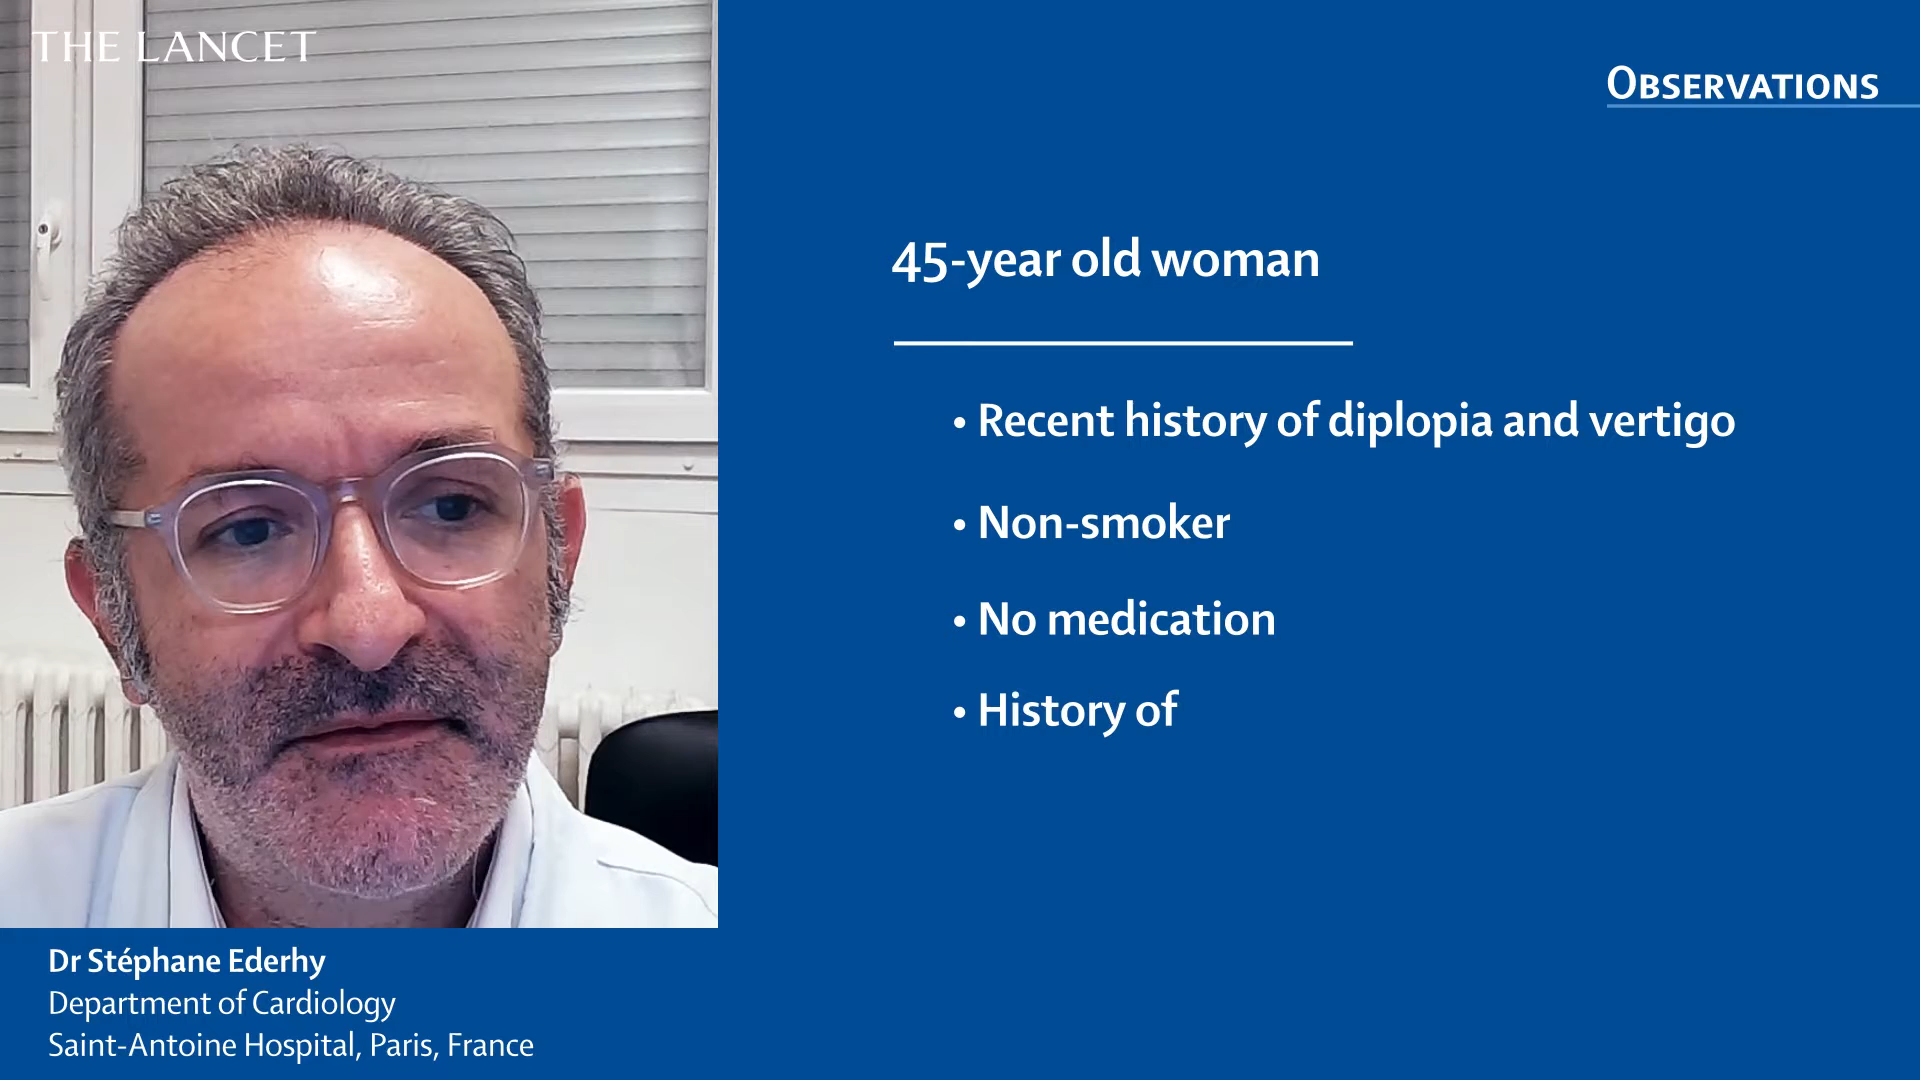 THE LANCET
OBSERVATIONS
45-year old woman
• Recent history of diplopia and vertigo
• Non-smoker
• No medication
• History of
Dr Stéphane Ederhy
Department of Cardiology
Saint-Antoine Hospital, Paris, France